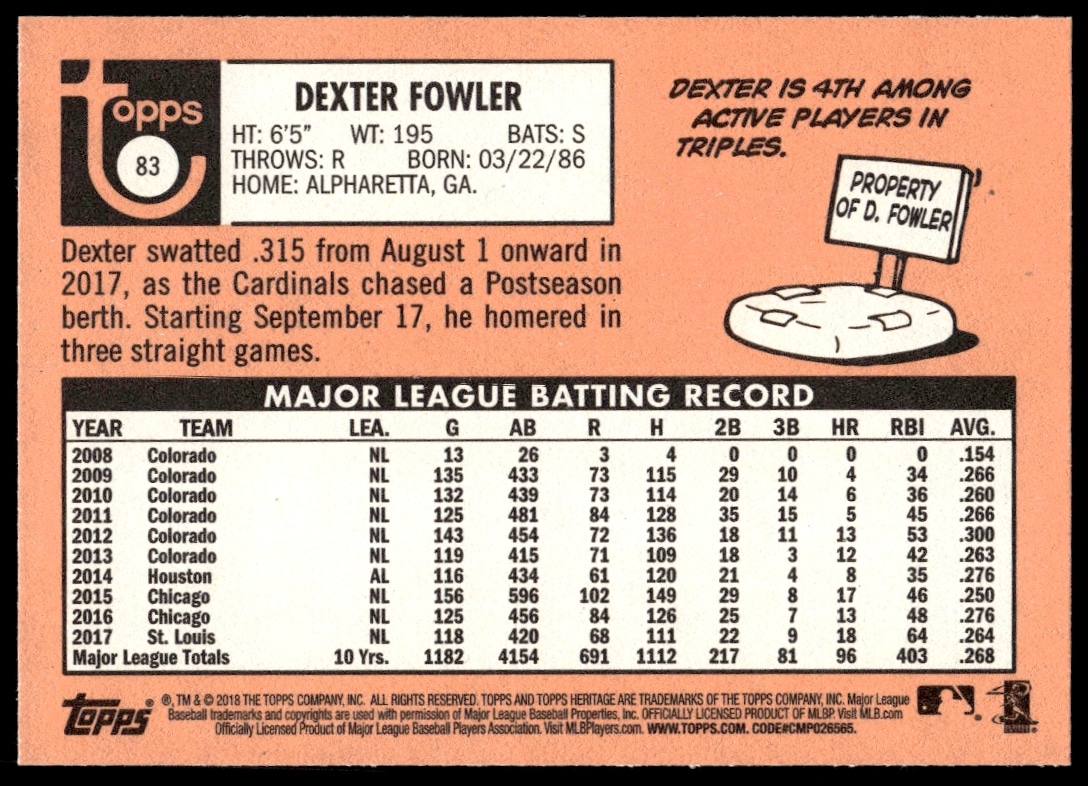 topps
83
DEXTER FOWLER
HT: 6'5" WT: 195 BATS: S
THROWS: R BORN: 03/22/86
HOME: ALPHARETTA, GA.
DEXTER IS 4TH AMONG
ACTIVE PLAYERS IN
TRIPLES.
PROPERTY
OF D. FOWLER
Dexter swatted .315 from August 1 onward in
2017, as the Cardinals chased a Postseason
berth. Starting September 17, he homered in
three straight games.
MAJOR LEAGUE BATTING RECORD
YEAR TEAM LEA. G AB R H 2B 3B HR RBI AVG.
2008 Colorado NL 13 26 3 4 0 0 0 0 .154
2009 Colorado NL 135 433 73 115 29 10 4 34 .266
2010 Colorado NL 132 439 73 114 20 14 6 36 .260
2011 Colorado NL 125 481 84 128 35 15 5 45 .266
2012 Colorado NL 143 454 72 136 18 11 13 53 .300
2013 Colorado NL 119 415 71 109 18 3 12 42 .263
2014 Houston AL 116 434 61 120 21 4 8 35 .276
2015 Chicago NL 156 596 102 149 29 8 17 46 .250
2016 Chicago NL 125 456 84 126 25 7 13 48 .276
2017 St. Louis NL 118 420 68 111 22 9 18 64 .264
Major League Totals 10 Yrs. 1182 4154 691 1112 217 81 96 403 .268
topps
®, TM & © 2018 THE TOPPS COMPANY, INC. ALL RIGHTS RESERVED. TOPPS AND TOPPS HERITAGE ARE TRADEMARKS OF THE TOPPS COMPANY, INC. Major League
Baseball trademarks and copyrights are used with permission of Major League Baseball Properties, Inc. OFFICIALLY LICENSED PRODUCT OF MLBP. Visit MLB.com
Officially Licensed Product of Major League Baseball Players Association. Visit MLBPlayers.com. WWW.TOPPS.COM. CODE#CMP026565.